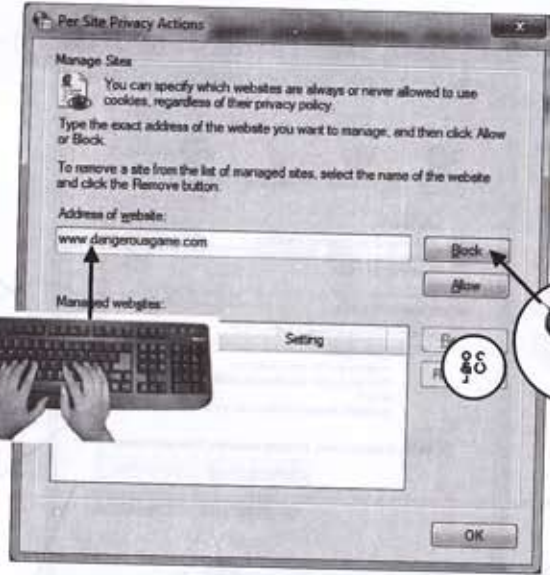 Per Site Privacy Actions
Manage Sites
You can specify which websites are always or never allowed to use
cookies, regardless of their privacy policy.
Type the exact address of the website you want to manage, and then click Allow
or Block.
To remove a site from the list of managed sites, select the name of the website
and click the Remove button.
Address of website:
www.dangerousgame.com
Block
Allow
Managed websites:
Setting
OK